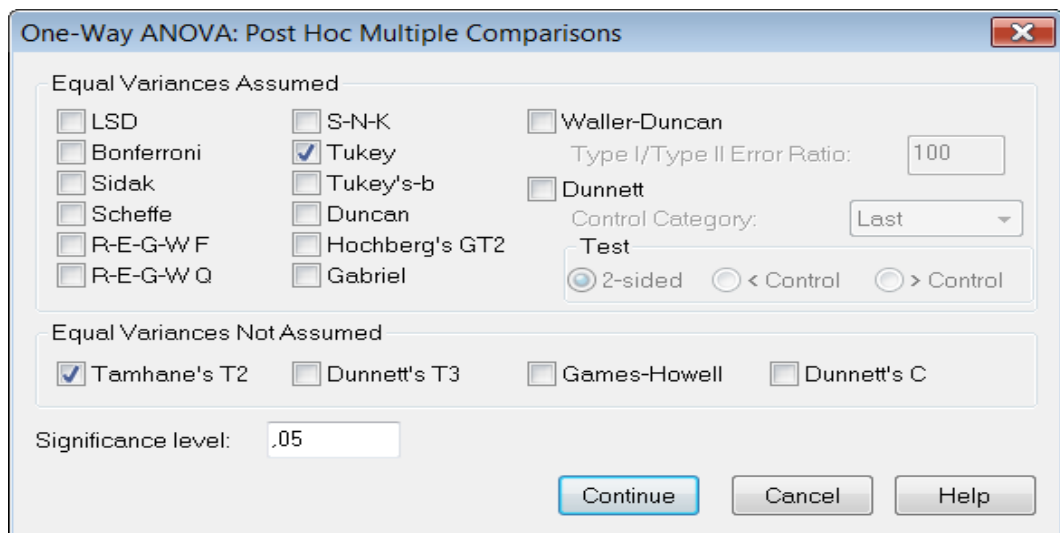 One-Way ANOVA: Post Hoc Multiple Comparisons
Equal Variances Assumed
LSD S-N-K Waller-Duncan
Bonferroni Tukey Type I/Type II Error Ratio: 100
Sidak Tukey's-b Dunnett
Scheffe Duncan Control Category: Last
R-E-G-W F Hochberg's GT2 Test
R-E-G-W Q Gabriel 2-sided < Control > Control
Equal Variances Not Assumed
Tamhane's T2 Dunnett's T3 Games-Howell Dunnett's C
Significance level: ,05
Continue Cancel Help